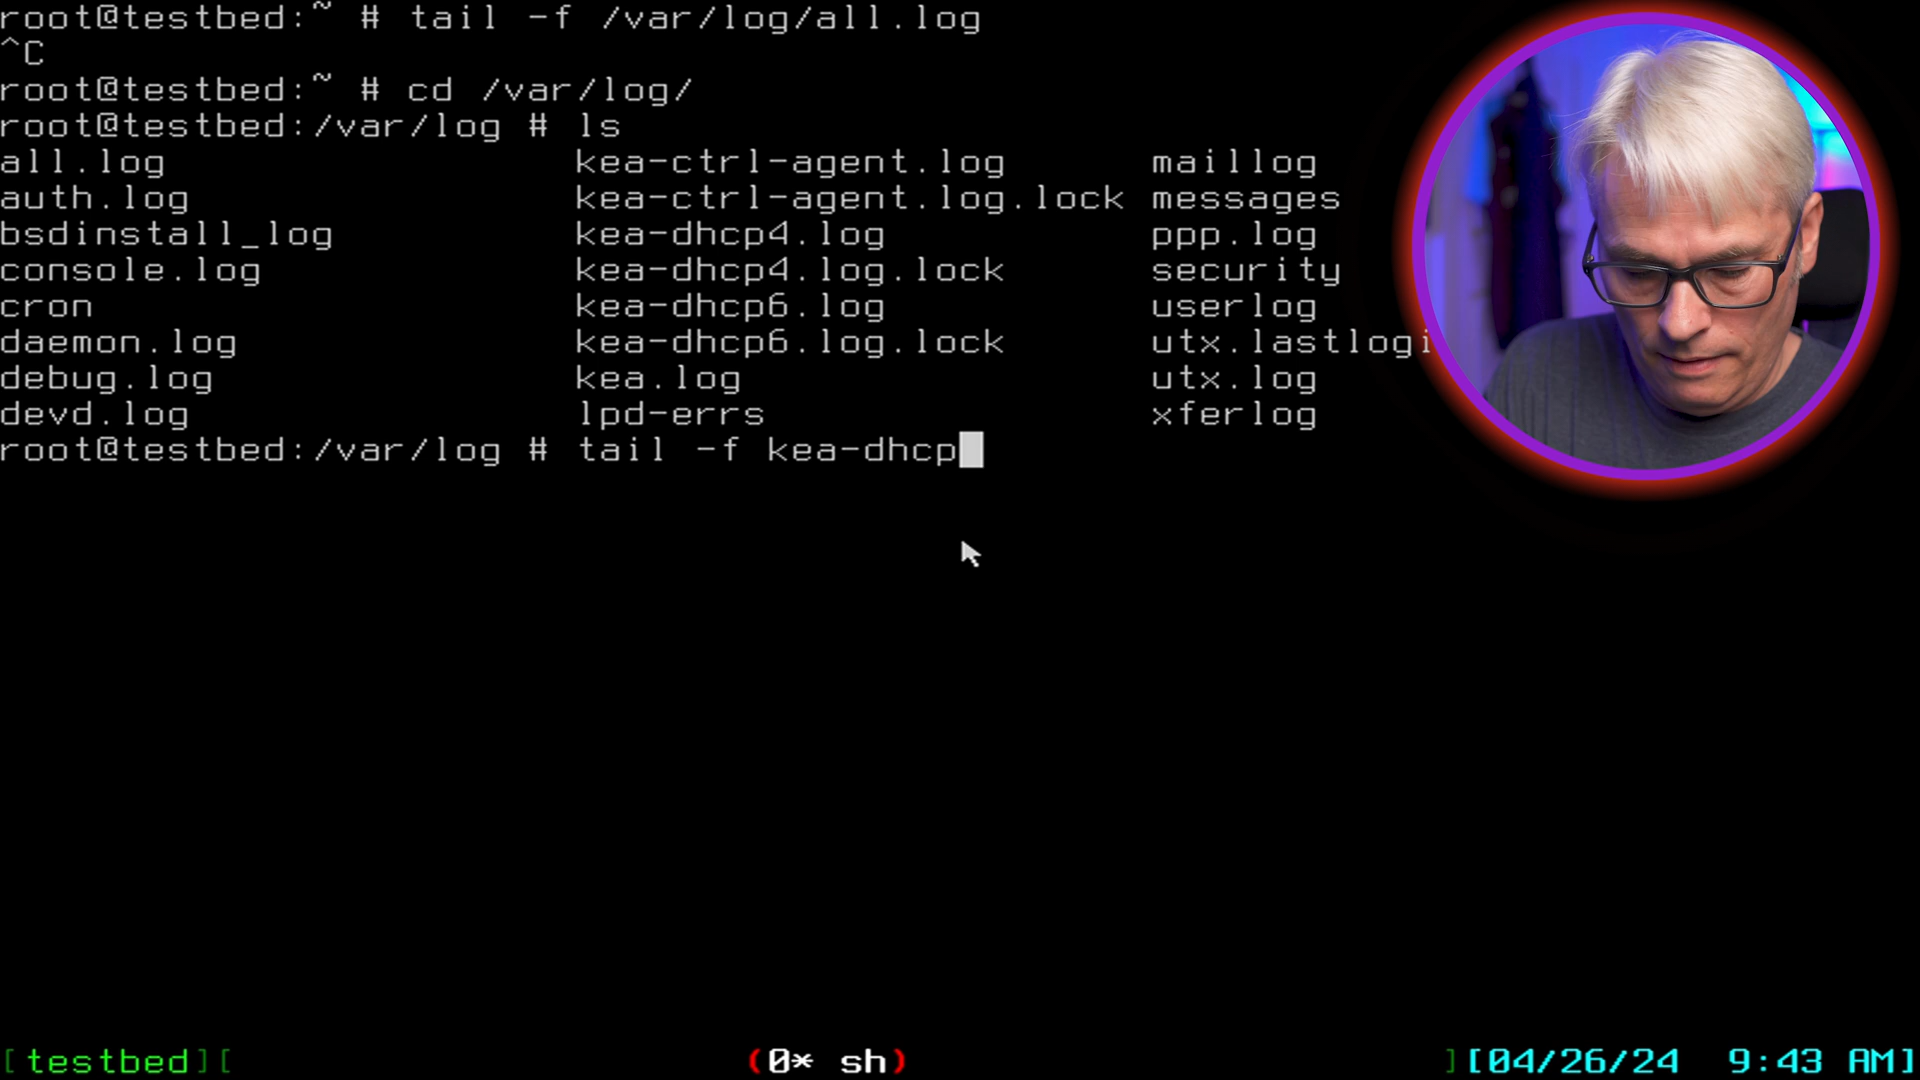 root@testbed:~ # tail -f /var/log/all.log
^C
root@testbed:~ # cd /var/log/
root@testbed:/var/log # ls
all.log kea-ctrl-agent.log maillog
auth.log kea-ctrl-agent.log.lock messages
bsdinstall_log kea-dhcp4.log ppp.log
console.log kea-dhcp4.log.lock security
cron kea-dhcp6.log userlog
daemon.log kea-dhcp6.log.lock utx.lastlogi
debug.log kea.log utx.log
devd.log lpd-errs xferlog
root@testbed:/var/log # tail -f kea-dhcp
[testbed][ (0* sh) ][04/26/24 9:43 AM]